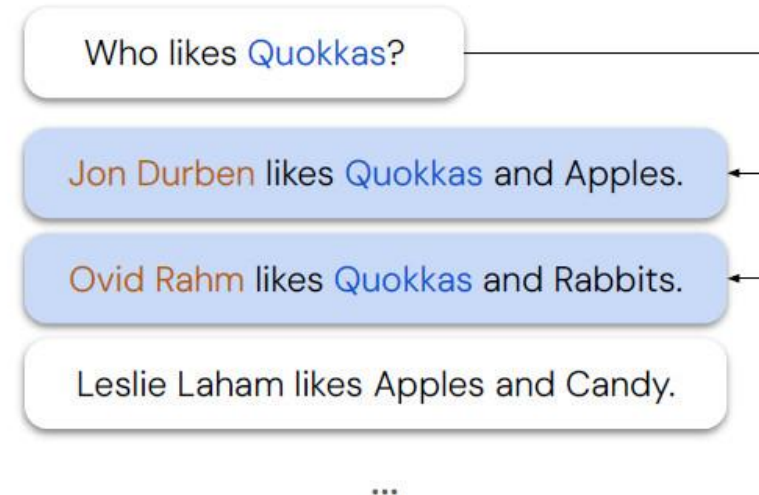 Who likes Quokkas?
Jon Durben likes Quokkas and Apples.
Ovid Rahm likes Quokkas and Rabbits.
Leslie Laham likes Apples and Candy.
...